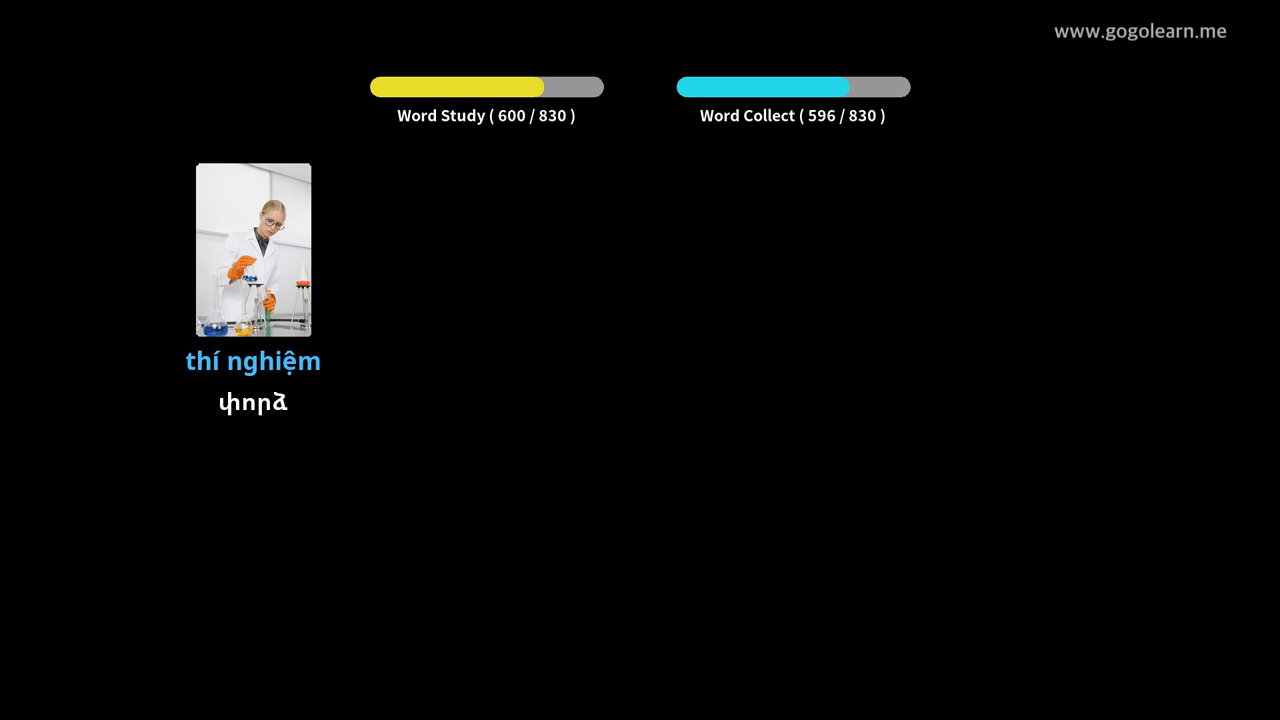 www.gogolearn.me
Word Study ( 600 / 830 )
Word Collect ( 596 / 830 )
thí nghiệm
փորձ